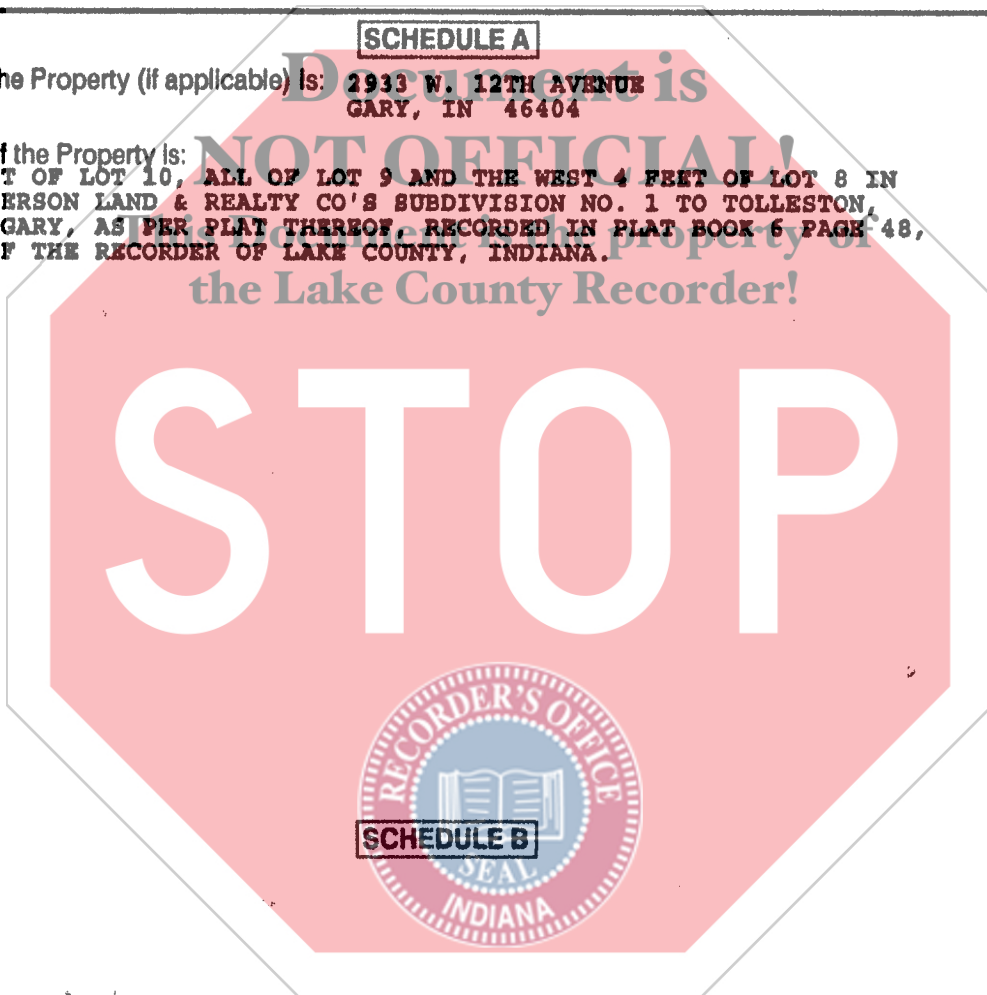 SCHEDULE A
Document is
he Property (if applicable) is: 2933 W. 12TH AVENUE
GARY, IN 46404
NOT OFFICIAL!
f the Property is:
T OF LOT 10, ALL OF LOT 9 AND THE WEST 4 FEET OF LOT 8 IN
ERSON LAND & REALTY CO'S SUBDIVISION NO. 1 TO TOLLESTON,
GARY, AS PER PLAT THEREOF, RECORDED IN PLAT BOOK 6 PAGE 48,
This Document is the property of
F THE RECORDER OF LAKE COUNTY, INDIANA.
the Lake County Recorder!
STOP
RECORDER'S OFFICE
SCHEDULE B
SEAL
INDIANA